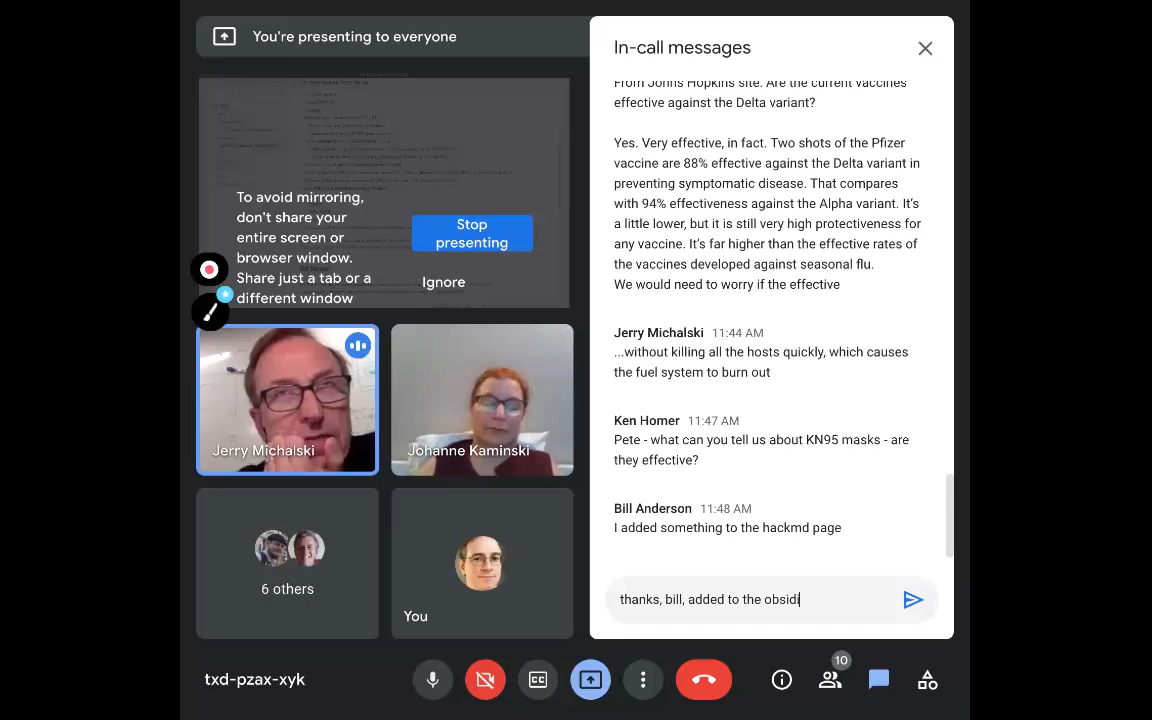 You're presenting to everyone
To avoid mirroring,
don't share your
entire screen or
browser window.
Share just a tab or a
different window
Stop
presenting
Ignore
Jerry Michalski
Johanne Kaminski
6 others
You
In-call messages
From Johns Hopkins site. Are the current vaccines
effective against the Delta variant?
Yes. Very effective, in fact. Two shots of the Pfizer
vaccine are 88% effective against the Delta variant in
preventing symptomatic disease. That compares
with 94% effectiveness against the Alpha variant. It's
a little lower, but it is still very high protectiveness for
any vaccine. It's far higher than the effective rates of
the vaccines developed against seasonal flu.
We would need to worry if the effective
Jerry Michalski 11:44 AM
...without killing all the hosts quickly, which causes
the fuel system to burn out
Ken Homer 11:47 AM
Pete - what can you tell us about KN95 masks - are
they effective?
Bill Anderson 11:48 AM
I added something to the hackmd page
thanks, bill, added to the obsidi
txd-pzax-xyk
10